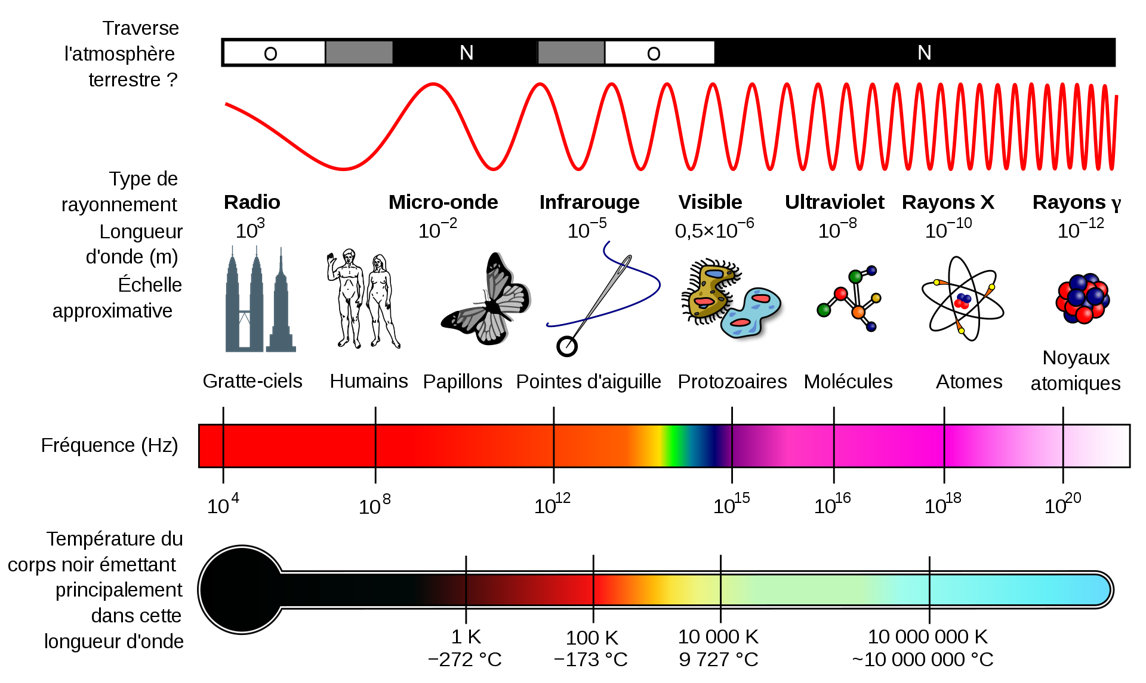 Traverse
l'atmosphère
terrestre ?
O N O N
Type de
rayonnement
Radio Micro-onde Infrarouge Visible Ultraviolet Rayons X Rayons γ
Longueur
d'onde (m)
10³ 10⁻² 10⁻⁵ 0,5×10⁻⁶ 10⁻⁸ 10⁻¹⁰ 10⁻¹²
Échelle
approximative
Gratte-ciels Humains Papillons Pointes d'aiguille Protozoaires Molécules Atomes Noyaux
atomiques
Fréquence (Hz)
10⁴ 10⁸ 10¹² 10¹⁵ 10¹⁶ 10¹⁸ 10²⁰
Température du
corps noir émettant
principalement
dans cette
longueur d'onde
1 K 100 K 10 000 K 10 000 000 K
−272 °C −173 °C 9 727 °C ~10 000 000 °C